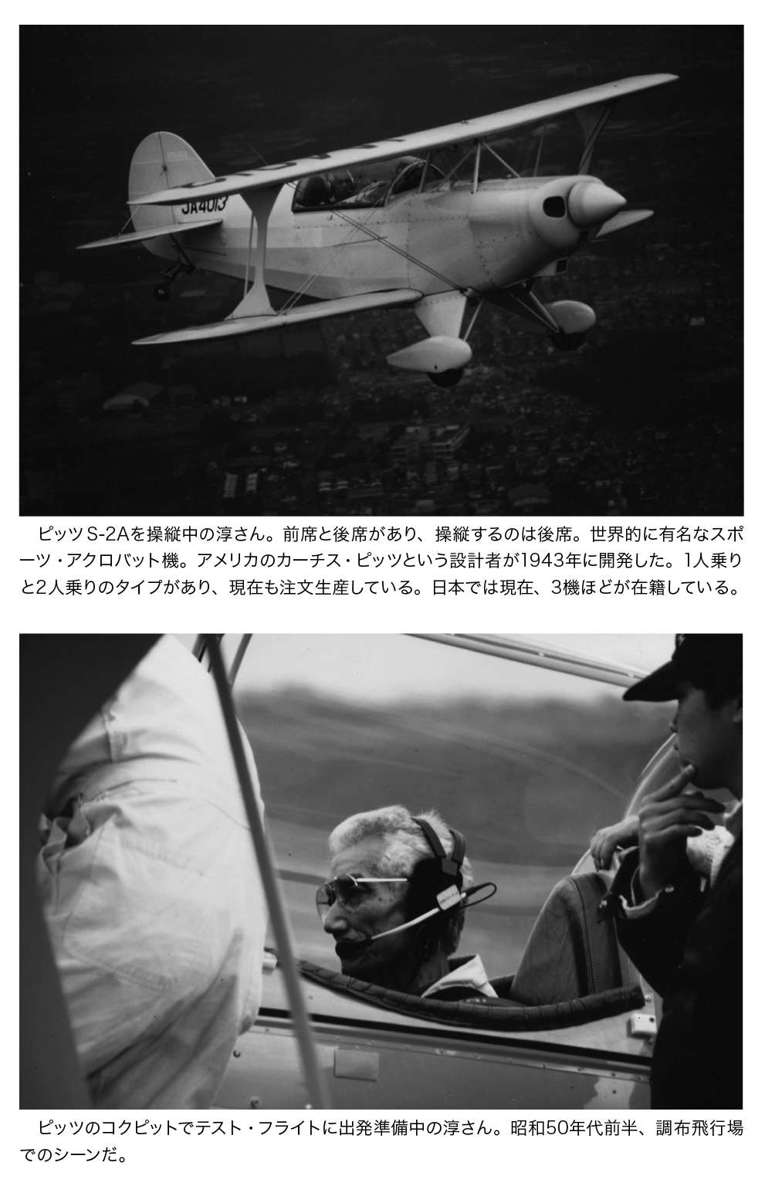 JA4013
ピッツS-2Aを操縦中の淳さん。前席と後席があり、操縦するのは後席。世界的に有名なスポ
ーツ・アクロバット機。アメリカのカーチス・ピッツという設計者が1943年に開発した。1人乗り
と2人乗りのタイプがあり、現在も注文生産している。日本では現在、3機ほどが在籍している。
ピッツのコクピットでテスト・フライトに出発準備中の淳さん。昭和50年代前半、調布飛行場
でのシーンだ。